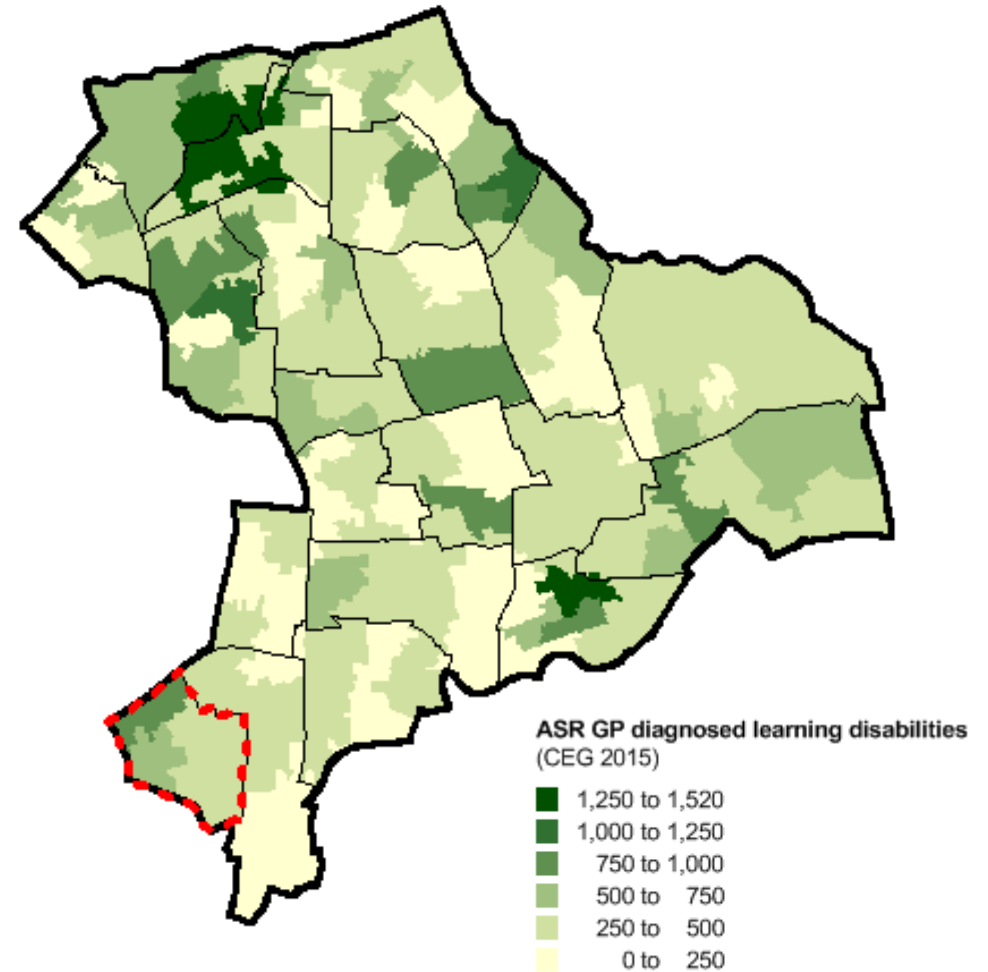 ASR GP diagnosed learning disabilities
(CEG 2015)
1,250 to 1,520
1,000 to 1,250
750 to 1,000
500 to 750
250 to 500
0 to 250